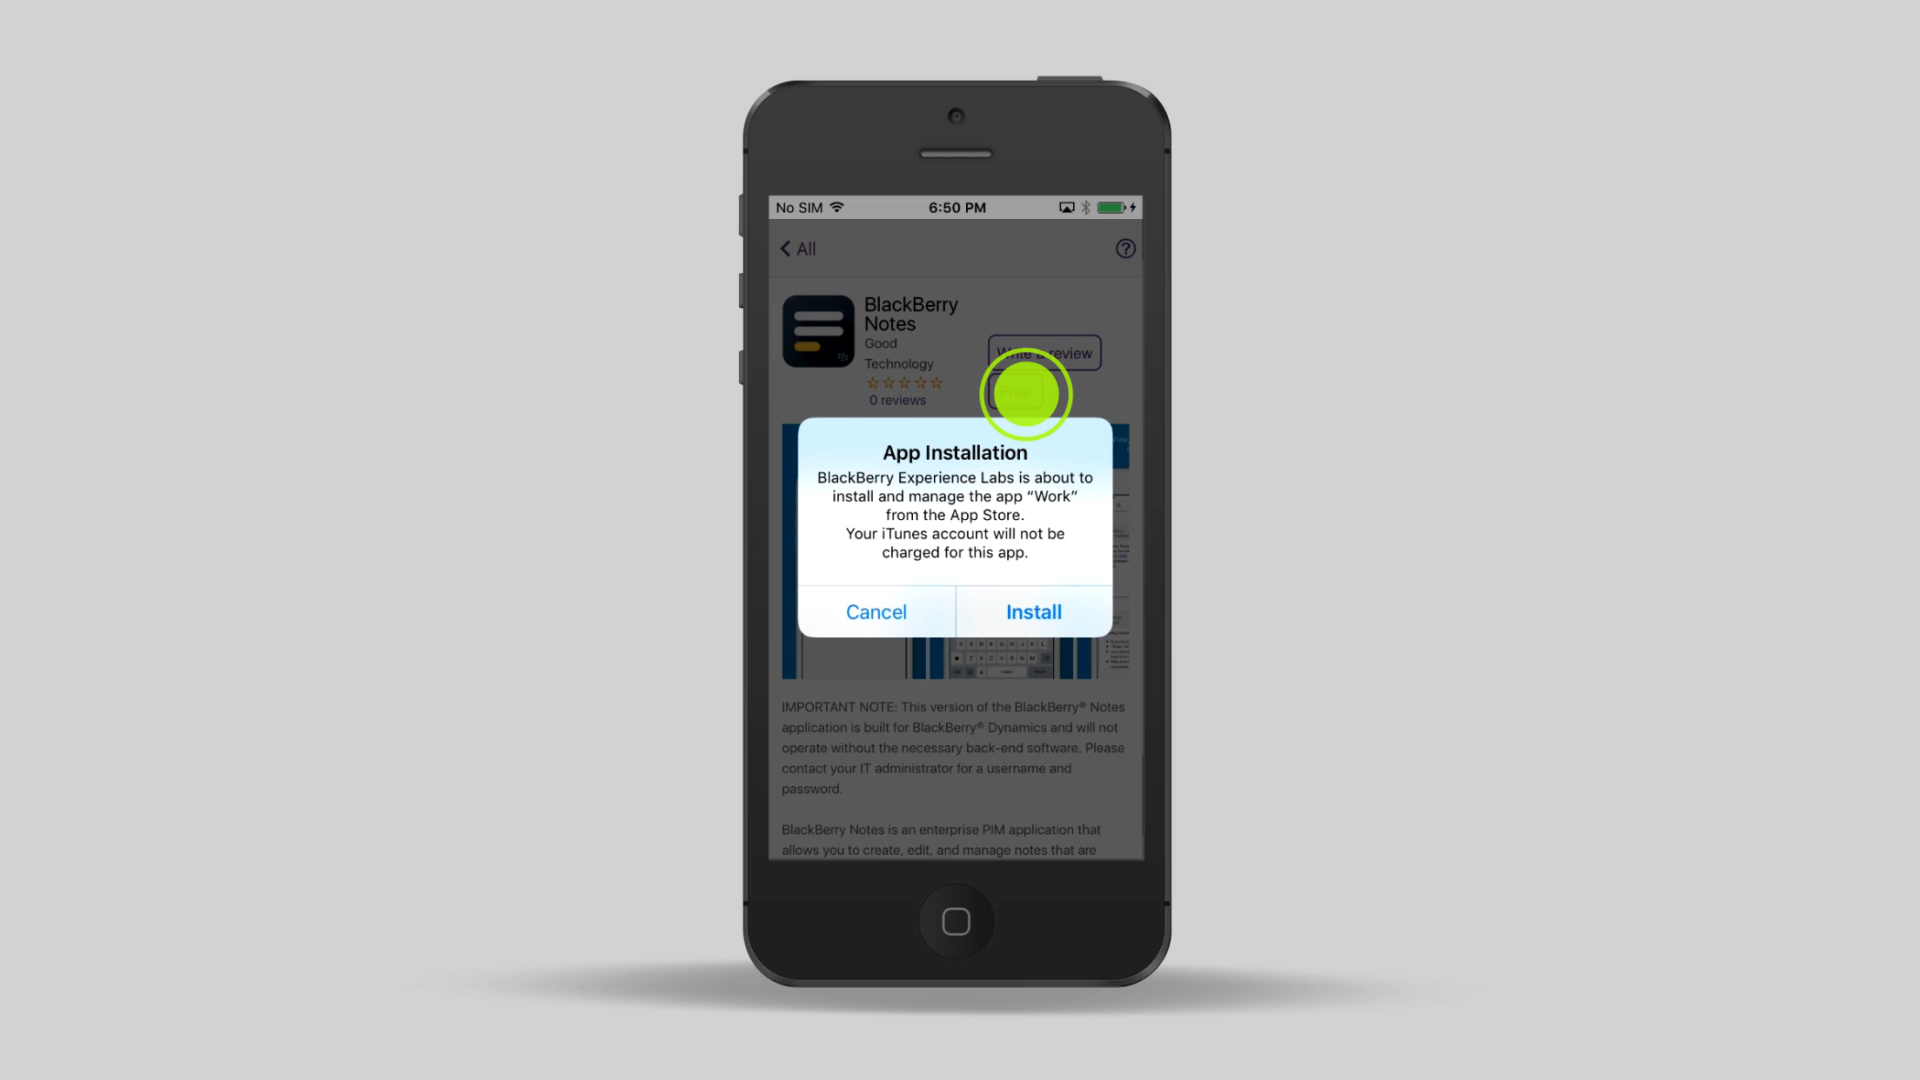 No SIM 6:50 PM
All
?
BlackBerry
Notes
Good
Technology
0 reviews
Write a review
Free
App Installation
BlackBerry Experience Labs is about to
install and manage the app “Work”
from the App Store.
Your iTunes account will not be
charged for this app.
Cancel Install
IMPORTANT NOTE: This version of the BlackBerry® Notes
application is built for BlackBerry® Dynamics and will not
operate without the necessary back-end software. Please
contact your IT administrator for a username and
password.
BlackBerry Notes is an enterprise PIM application that
allows you to create, edit, and manage notes that are